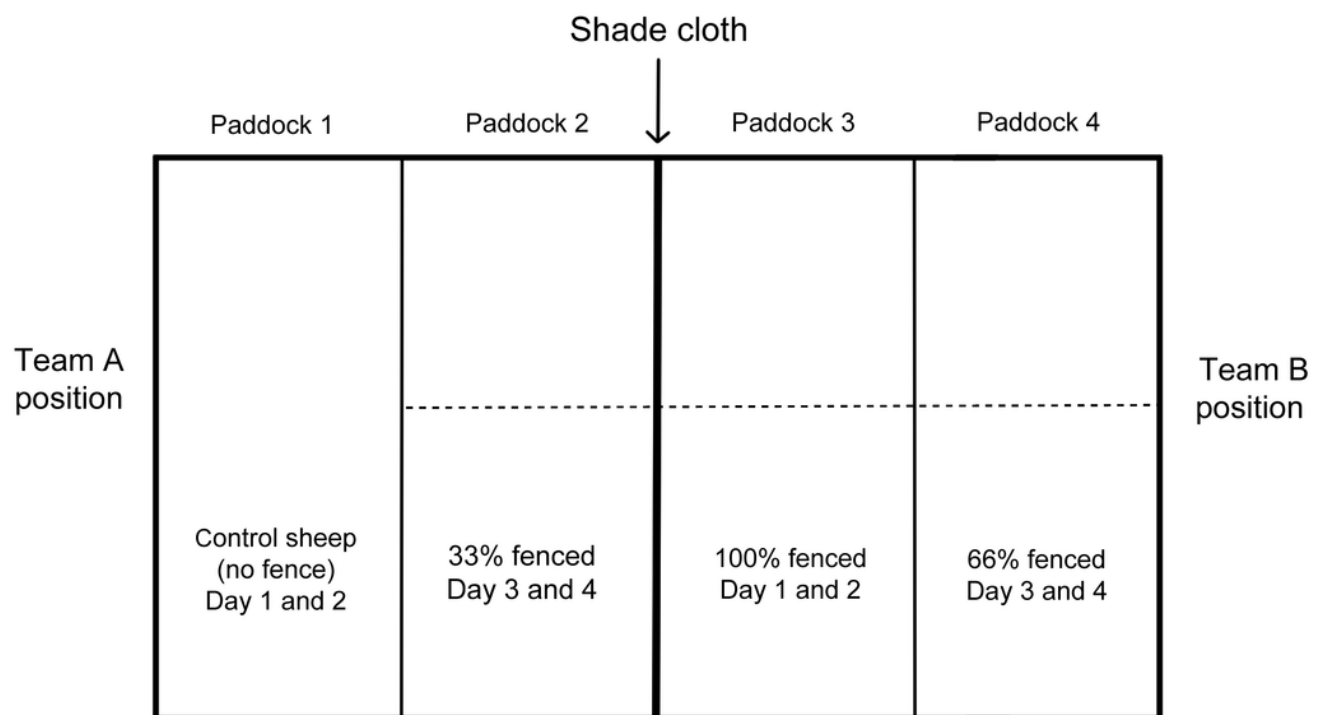 Shade cloth
Paddock 1
Paddock 2
Paddock 3
Paddock 4
Team A
position
Team B
position
Control sheep
(no fence)
Day 1 and 2
33% fenced
Day 3 and 4
100% fenced
Day 1 and 2
66% fenced
Day 3 and 4